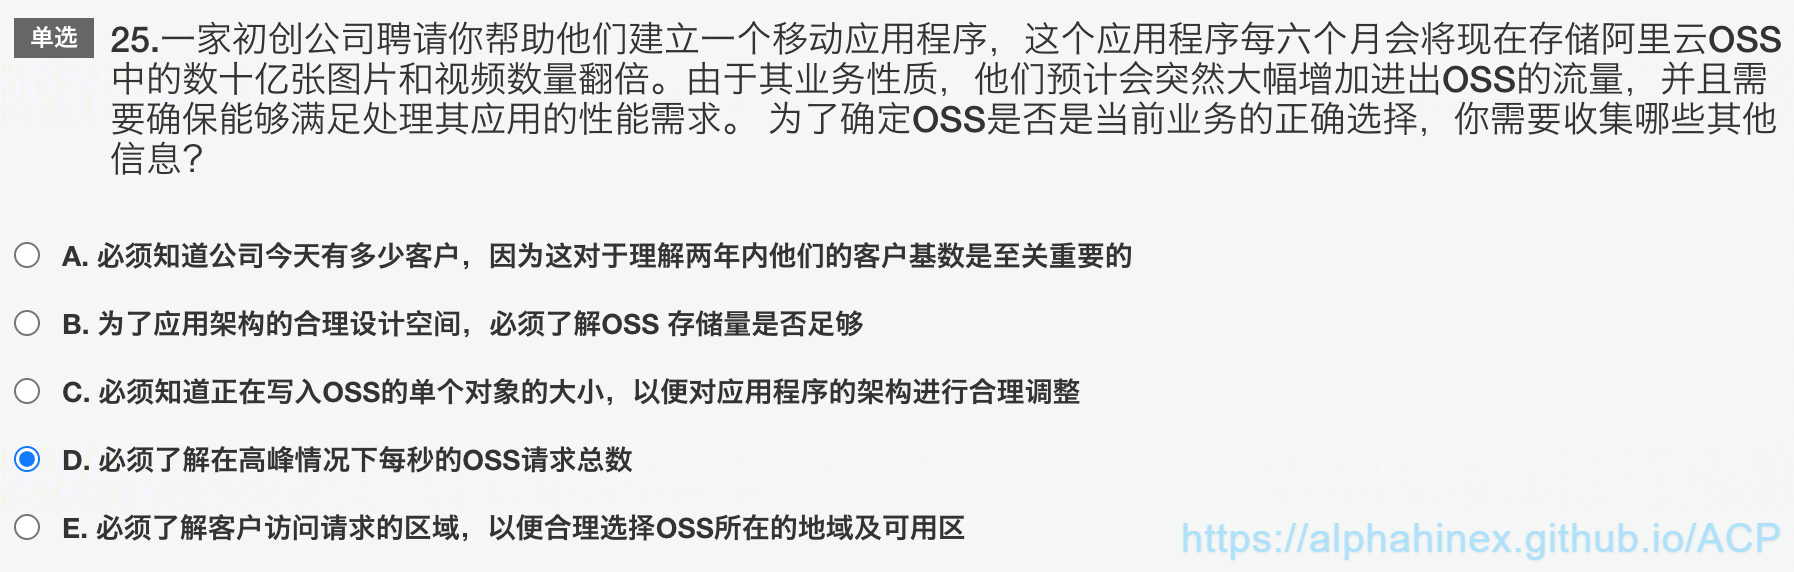 单选 25.一家初创公司聘请你帮助他们建立一个移动应用程序，这个应用程序每六个月会将现在存储阿里云OSS
中的数十亿张图片和视频数量翻倍。由于其业务性质，他们预计会突然大幅增加进出OSS的流量，并且需
要确保能够满足处理其应用的性能需求。 为了确定OSS是否是当前业务的正确选择，你需要收集哪些其他
信息？
A. 必须知道公司今天有多少客户，因为这对于理解两年内他们的客户基数是至关重要的
B. 为了应用架构的合理设计空间，必须了解OSS 存储量是否足够
C. 必须知道正在写入OSS的单个对象的大小，以便对应用程序的架构进行合理调整
D. 必须了解在高峰情况下每秒的OSS请求总数
E. 必须了解客户访问请求的区域，以便合理选择OSS所在的地域及可用区
https://alphahinex.github.io/ACP